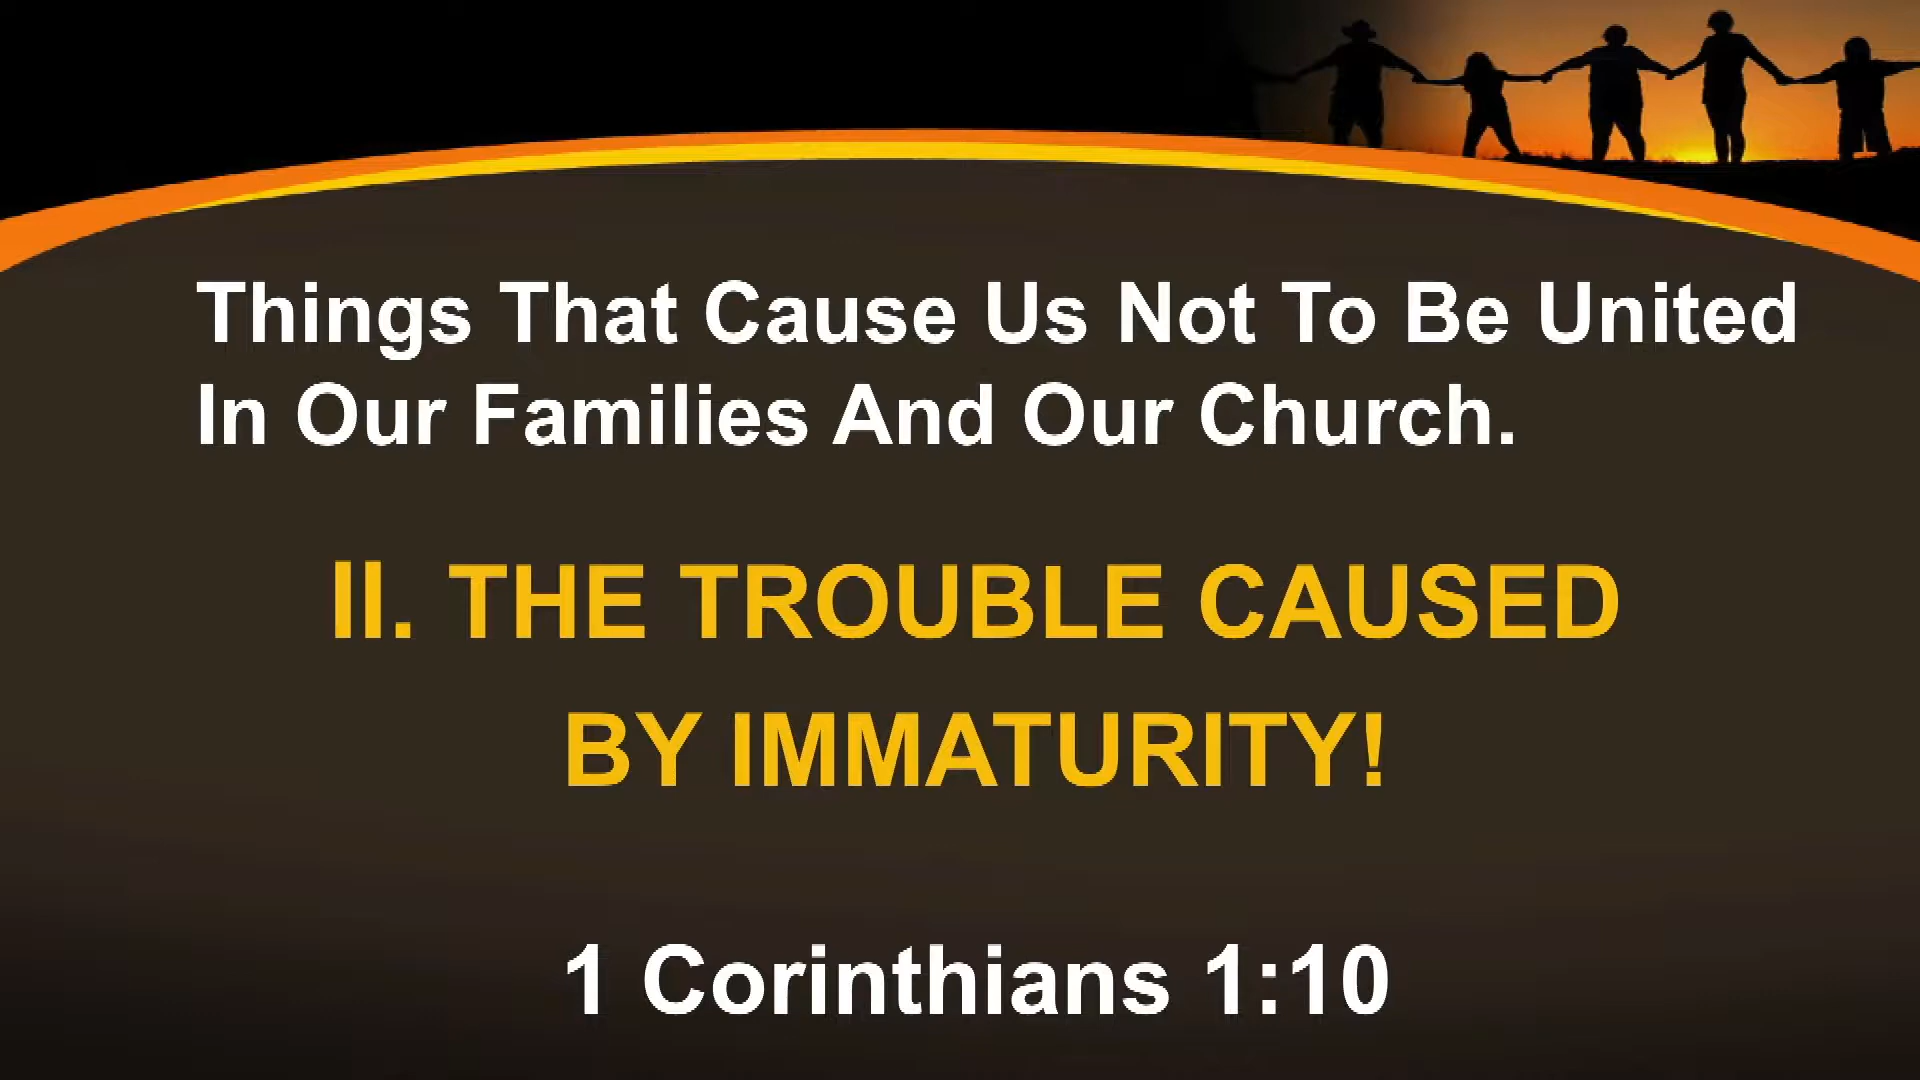 Things That Cause Us Not To Be United
In Our Families And Our Church.
II. THE TROUBLE CAUSED
BY IMMATURITY!
1 Corinthians 1:10